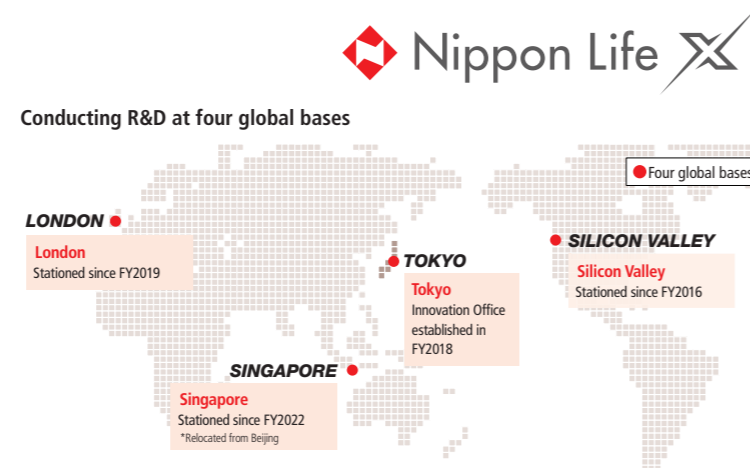 Nippon Life X
Conducting R&D at four global bases
Four global bases
LONDON
London
Stationed since FY2019
TOKYO
Tokyo
Innovation Office
established in
FY2018
SILICON VALLEY
Silicon Valley
Stationed since FY2016
SINGAPORE
Singapore
Stationed since FY2022
*Relocated from Beijing